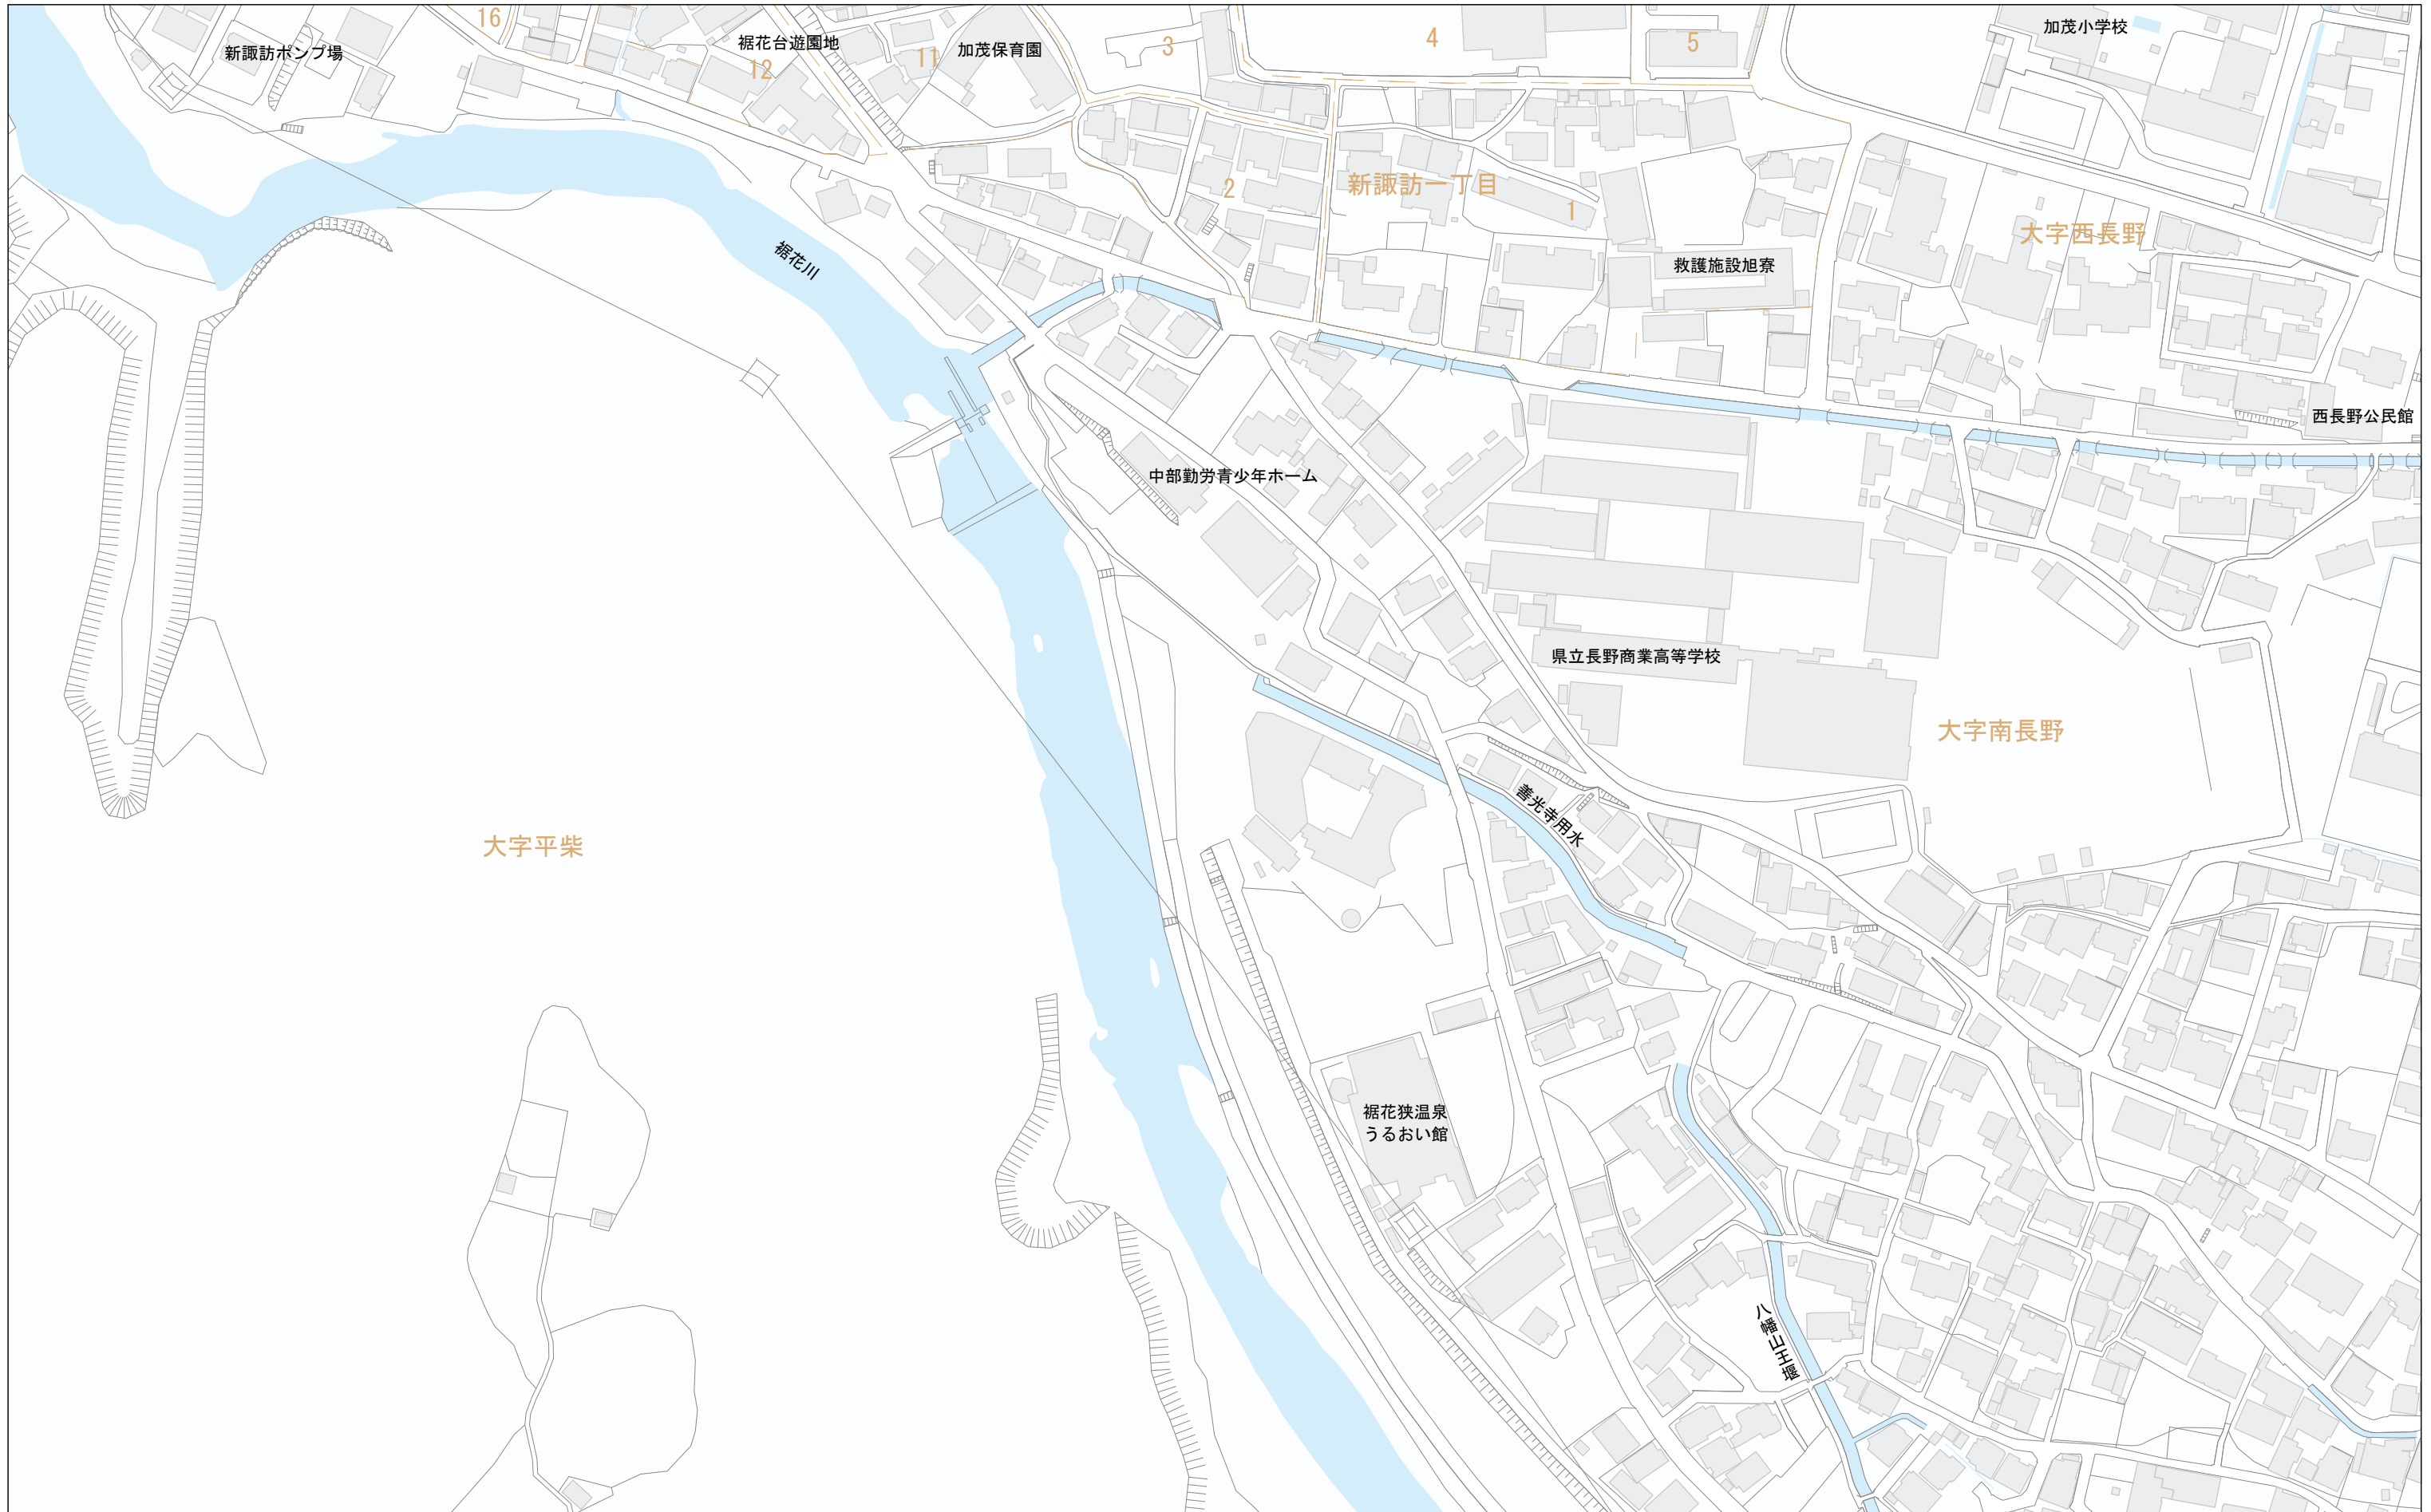 16
新諏訪ポンプ場
裾花台遊園地
12
11
加茂保育園
3
4
5
加茂小学校
2
新諏訪一丁目
1
大字西長野
裾花川
救護施設旭寮
西長野公民館
中部勤労青少年ホーム
県立長野商業高等学校
大字南長野
善光寺用水
大字平柴
裾花狭温泉
うるおい館
八幡山王堰